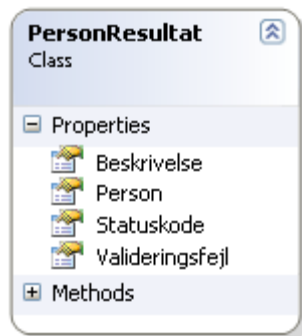 PersonResultat
Class
Properties
Beskrivelse
Person
Statuskode
Valideringsfejl
Methods